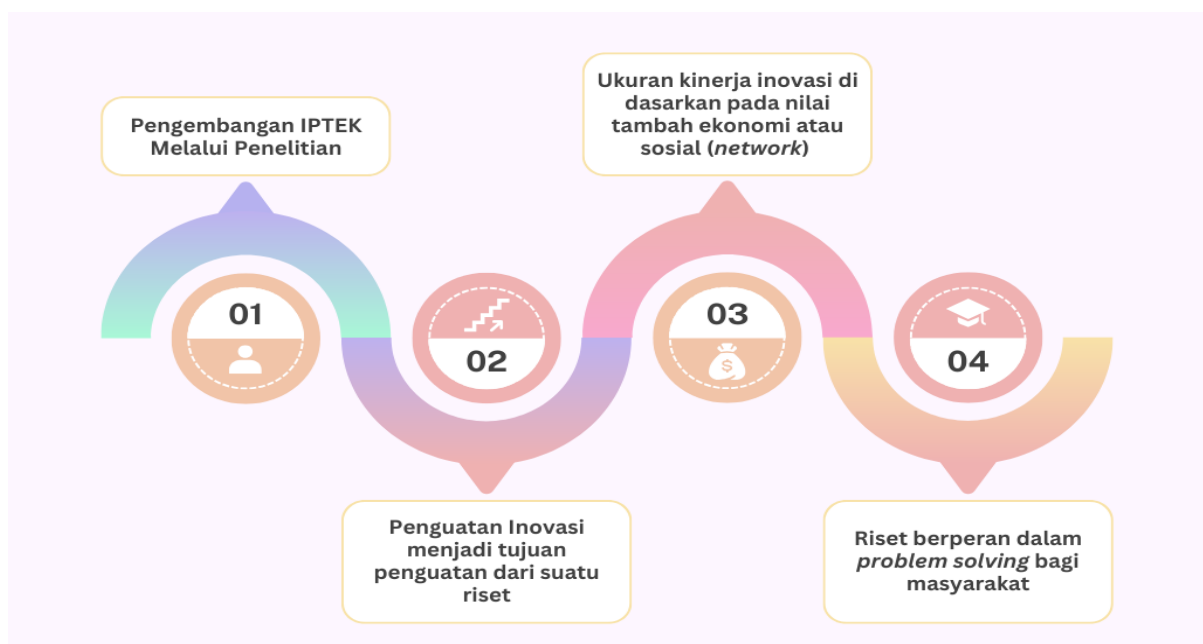 Pengembangan IPTEK
Melalui Penelitian
01
02
Penguatan Inovasi
menjadi tujuan
penguatan dari suatu
riset
Ukuran kinerja inovasi di
dasarkan pada nilai
tambah ekonomi atau
sosial (network)
03
$
04
Riset berperan dalam
problem solving bagi
masyarakat